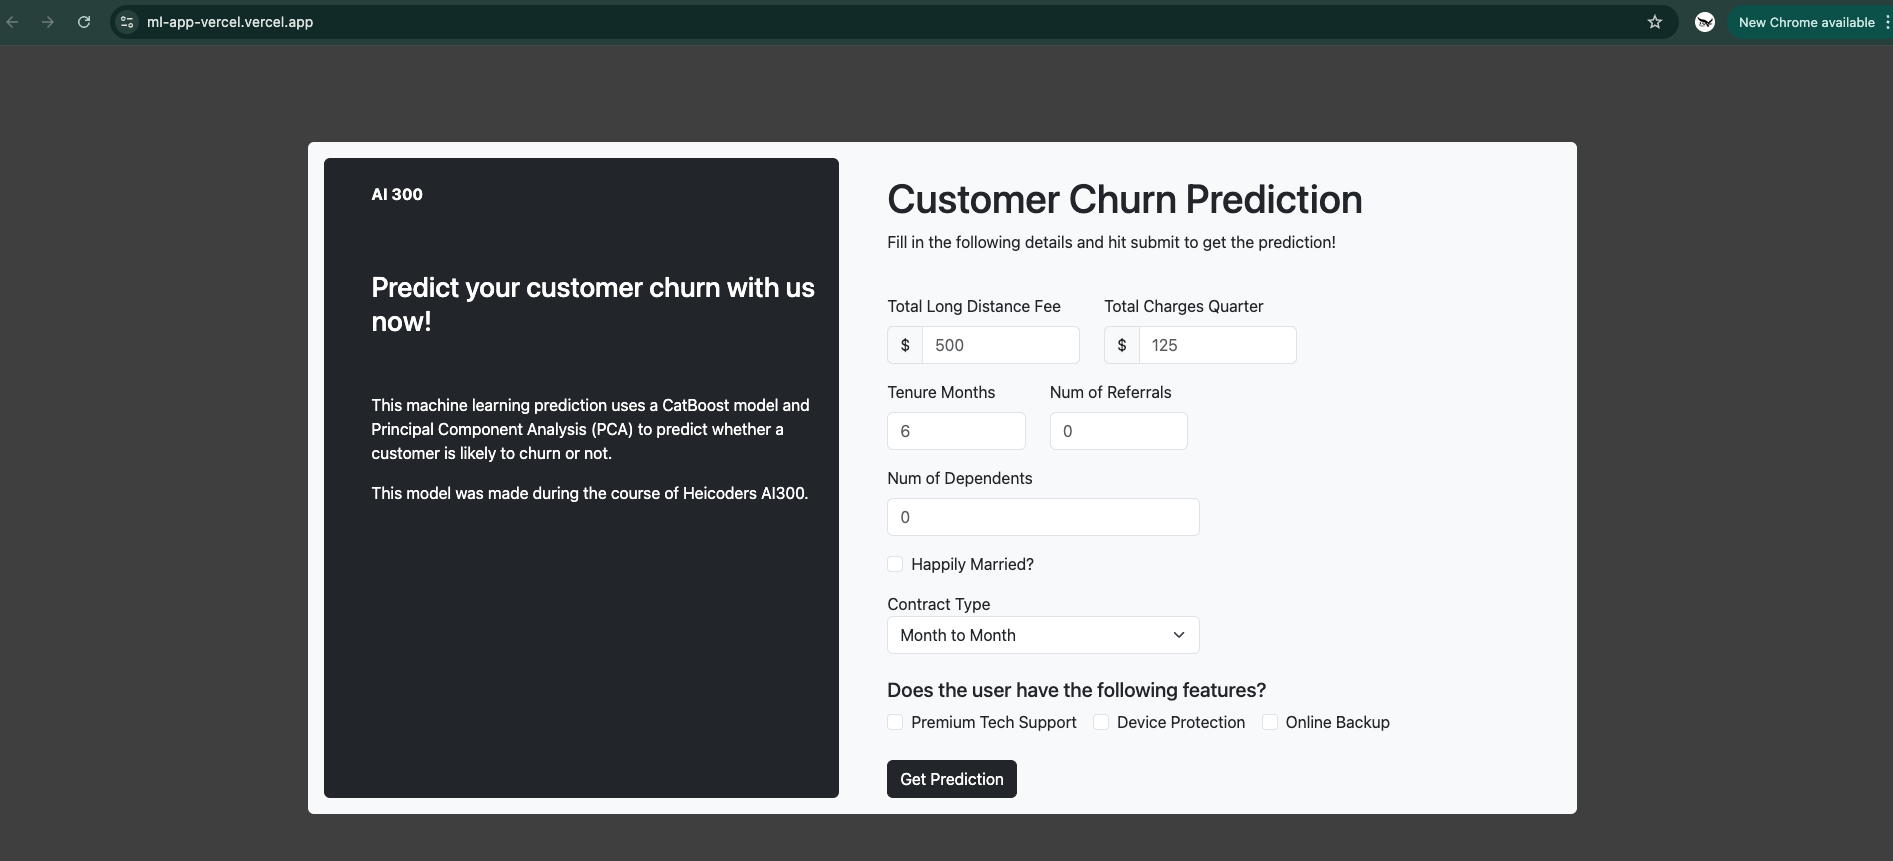 ml-app-vercel.vercel.app
New Chrome available
AI 300
Predict your customer churn with us
now!
This machine learning prediction uses a CatBoost model and
Principal Component Analysis (PCA) to predict whether a
customer is likely to churn or not.
This model was made during the course of Heicoders AI300.
Customer Churn Prediction
Fill in the following details and hit submit to get the prediction!
Total Long Distance Fee
Total Charges Quarter
$ 500
$ 125
Tenure Months
Num of Referrals
6
0
Num of Dependents
0
Happily Married?
Contract Type
Month to Month
Does the user have the following features?
Premium Tech Support
Device Protection
Online Backup
Get Prediction